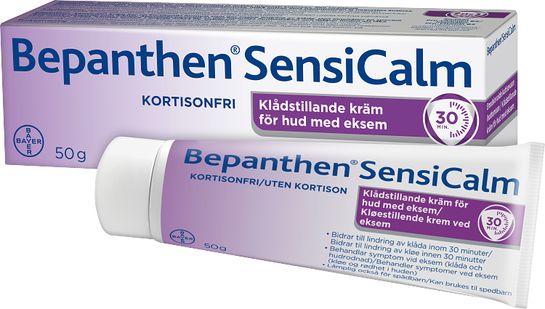 Bepanthen® SensiCalm
KORTISONFRI
Klådstillande kräm
för hud med eksem
30
MIN.
BAYER
BAYER
50 g
Bepanthen® SensiCalm
KORTISONFRI/UTEN KORTISON
Klådstillande kräm för
hud med eksem/
Kløestillende krem ved
eksem
30
MIN.
• Bidrar till lindring av klåda inom 30 minuter/
Bidrar til lindring av kløe innen 30 minutter
• Behandlar symptom vid eksem (klåda och
hudrodnad)/Behandler symptomer ved eksem
(kløe og rødhet i huden)
• Lämplig också för spädbarn/Kan brukes til spedbarn
BAYER
50 g